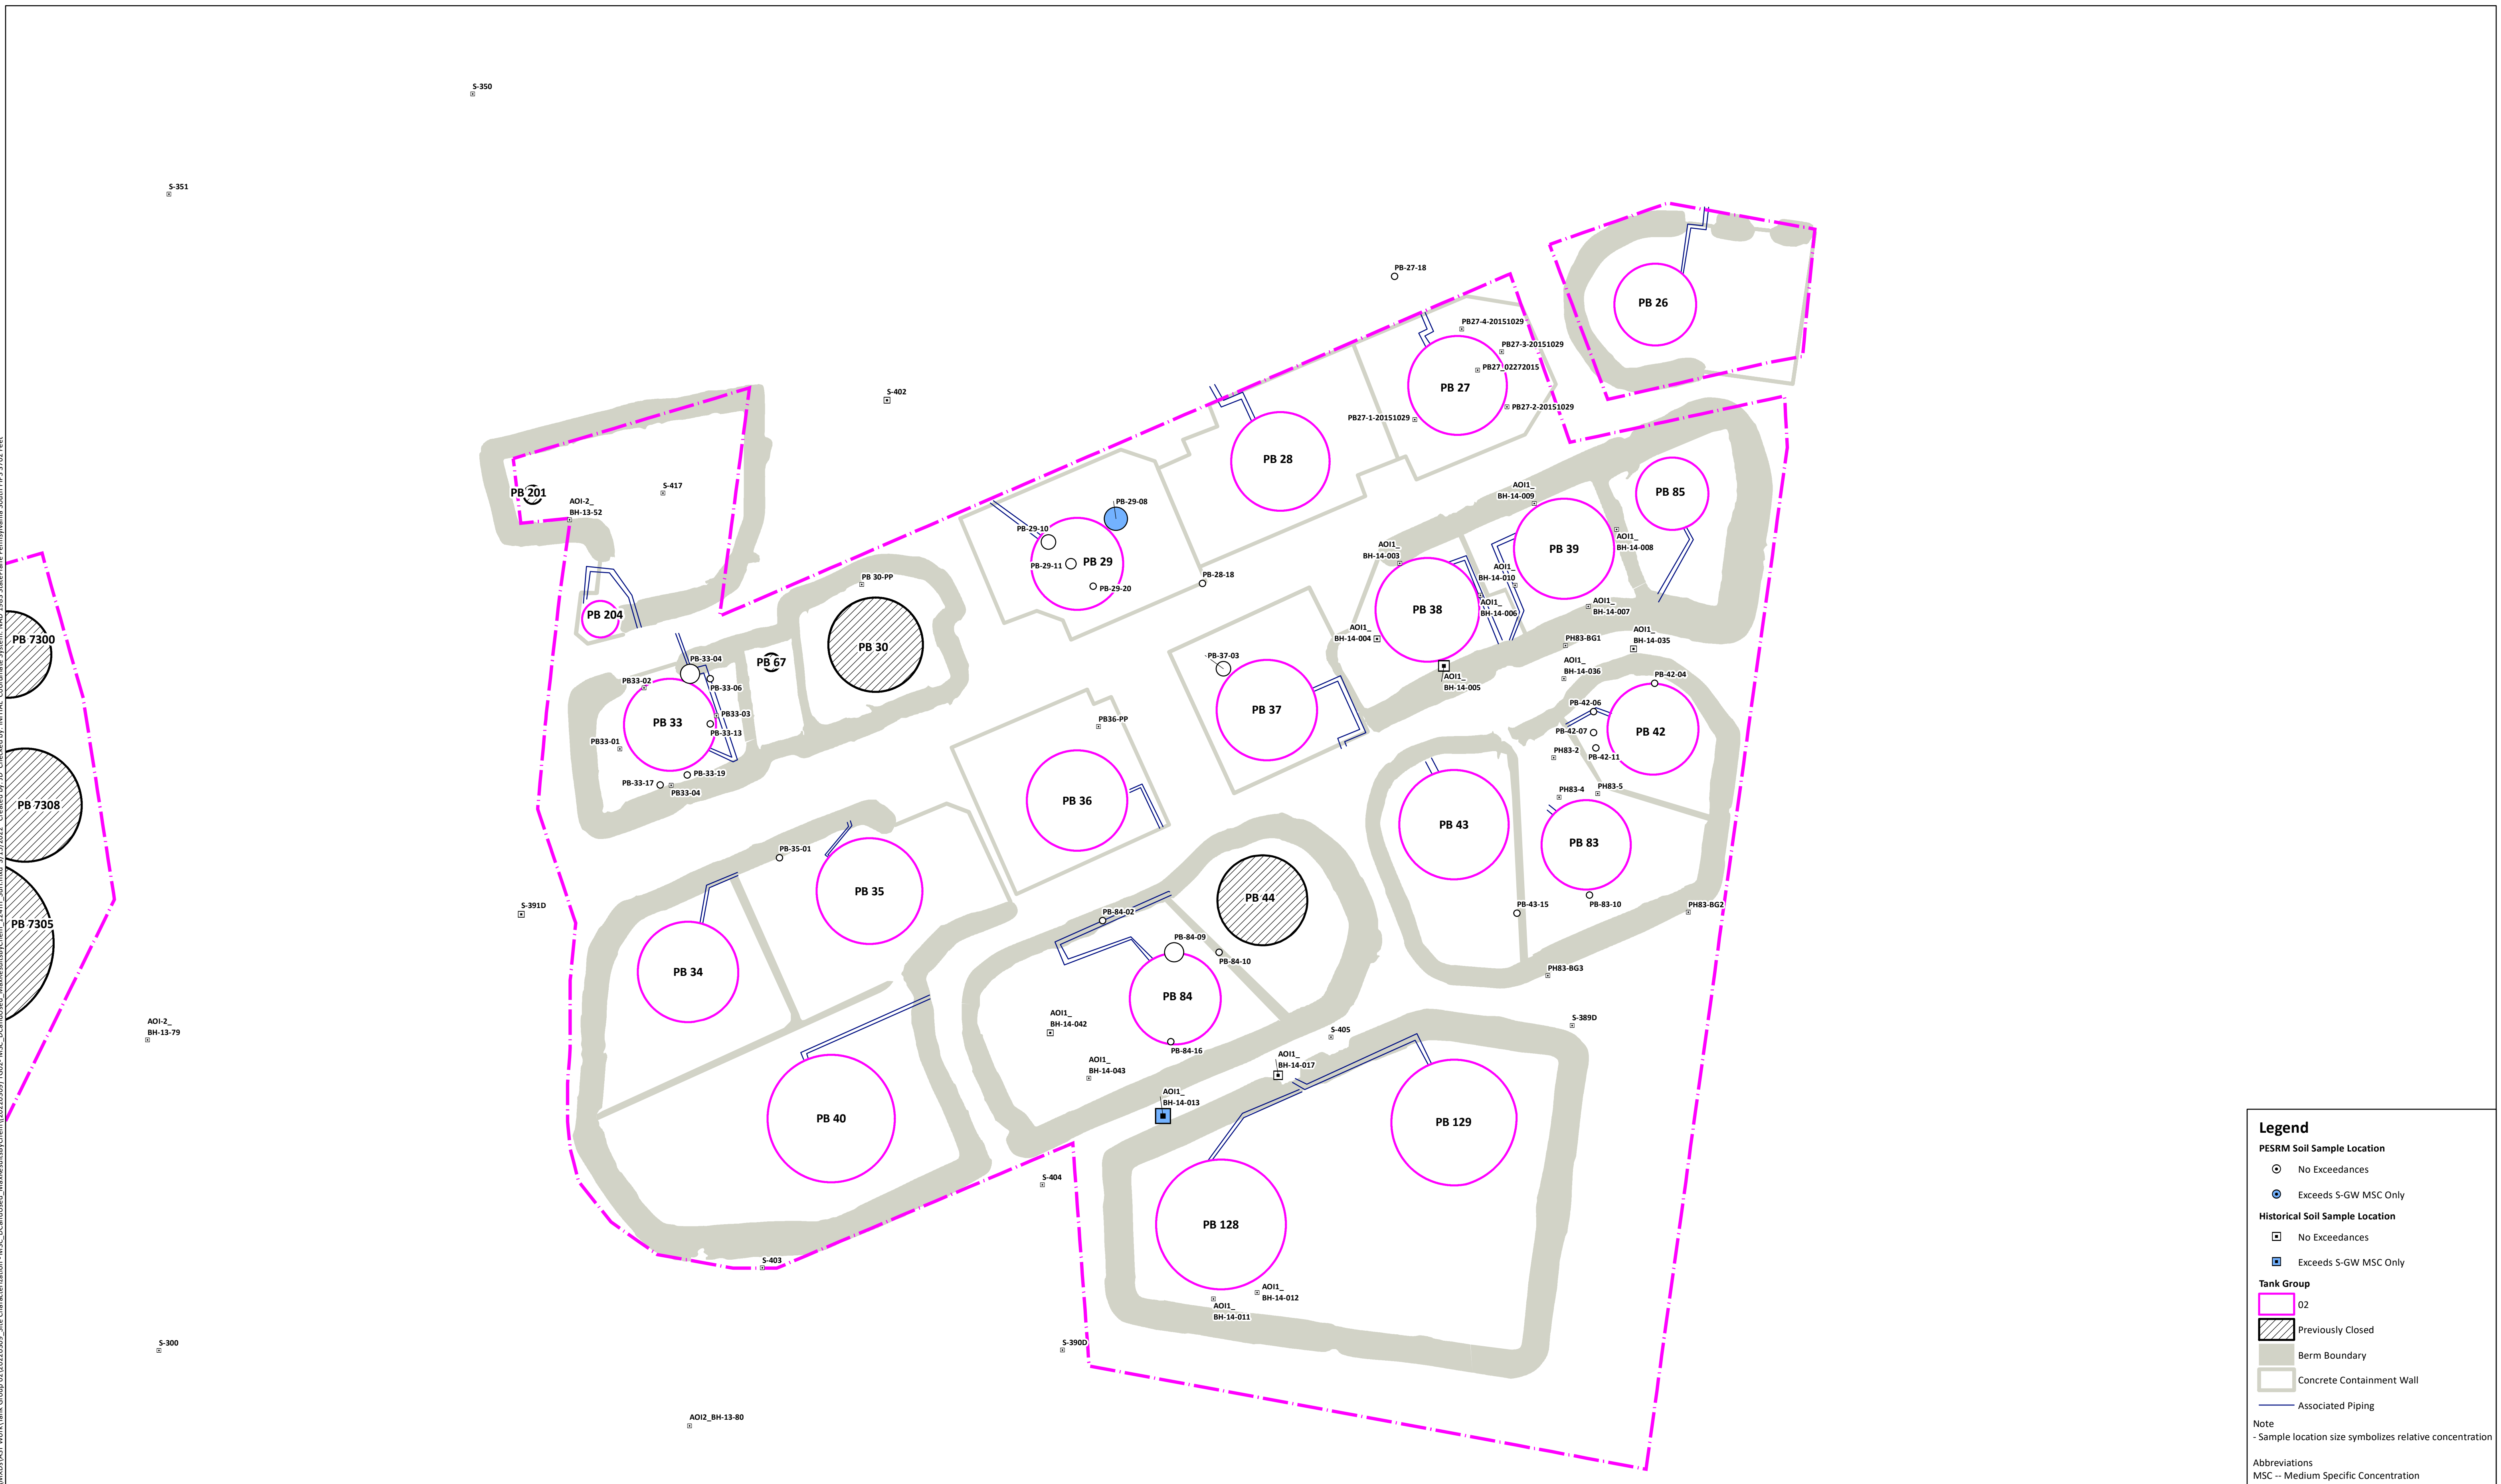 S-350
S-351
PB-27-18
PB 26
PB27-4-20151029
PB27-3-20151029
PB27_02272015
PB 27
S-402
PB27-2-20151029
PB27-1-20151029
PB 28
PB 201
S-417
AOI-2_
BH-13-52
AOI1_
BH-14-009
PB 85
PB-29-08
PB-29-10
PB-29-11
PB 29
PB-29-20
PB-28-18
AOI1_
BH-14-003
PB 39
AOI1_
BH-14-008
AOI1_
BH-14-010
PB 30-PP
PB 38
AOI1_
BH-14-006
AOI1_
BH-14-007
PB 204
AOI1_
BH-14-004
PH83-BG1
AOI1_
BH-14-035
PB 7300
PB 30
PB 67
PB-33-04
PB-37-03
AOI1_
BH-14-005
AOI1_
BH-14-036
PB-42-04
PB33-02
PB-33-06
PB 33
PB33-03
PB-33-13
PB33-01
PB36-PP
PB 37
PB-42-06
PB-42-07
PB 42
PB-42-11
PH83-2
PB-33-19
PB-33-17
PB33-04
PH83-4
PH83-5
PB 7308
PB 36
PB 43
PB 83
PB-35-01
PB 35
PB 44
PB-83-10
PB-43-15
S-391D
PB-84-02
PH83-BG2
PB 7305
PB-84-09
PB-84-10
PB 34
PH83-BG3
PB 84
AOI-2_
BH-13-79
AOI1_
BH-14-042
S-405
S-389D
PB-84-16
AOI1_
BH-14-043
AOI1_
BH-14-017
AOI1_
BH-14-013
PB 40
PB 129
S-404
PB 128
S-403
AOI1_
BH-14-012
AOI1_
BH-14-011
S-300
S-390D
AOI2_BH-13-80
Legend
PESRM Soil Sample Location
No Exceedances
Exceeds S-GW MSC Only
Historical Soil Sample Location
No Exceedances
Exceeds S-GW MSC Only
Tank Group
02
Previously Closed
Berm Boundary
Concrete Containment Wall
Associated Piping
Note
- Sample location size symbolizes relative concentration
Abbreviations
MSC -- Medium Specific Concentration